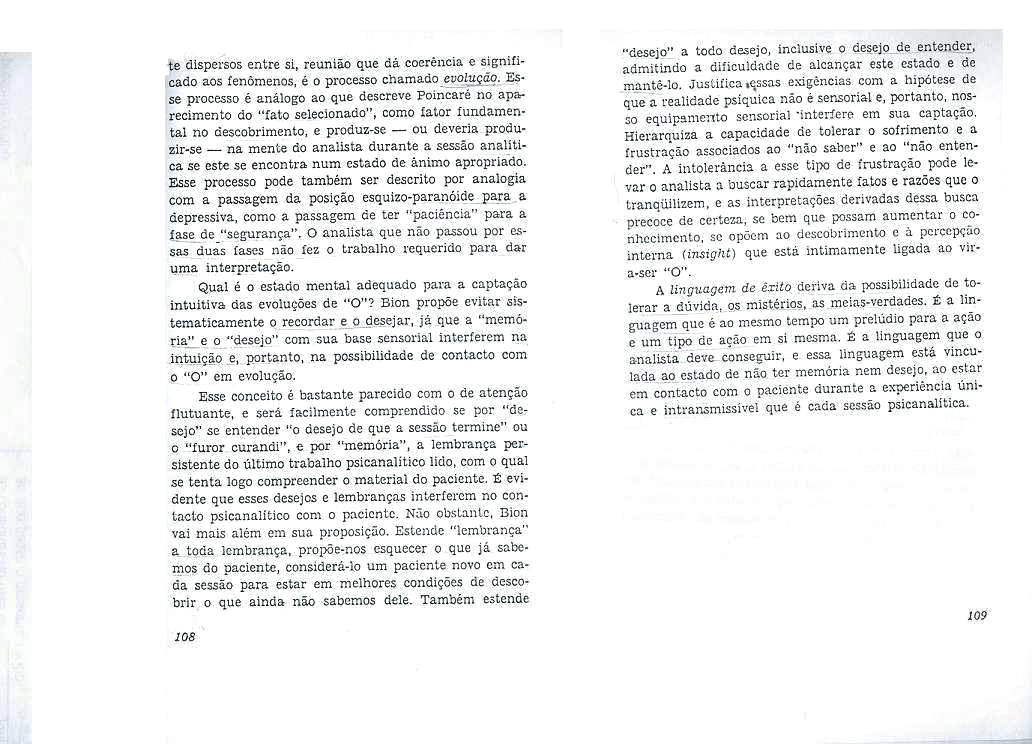 te dispersos entre si, reunião que dá coerência e signifi-
cado aos fenômenos, é o processo chamado evolução. Es-
se processo é análogo ao que descreve Poincaré no apa-
recimento do “fato selecionado”, como fator fundamen-
tal no descobrimento, e produz-se — ou deveria produ-
zir-se — na mente do analista durante a sessão analíti-
ca se este se encontra num estado de ânimo apropriado.
Esse processo pode também ser descrito por analogia
com a passagem da posição esquizo-paranóide para a
depressiva, como a passagem de ter “paciência” para a
fase de “segurança”. O analista que não passou por es-
sas duas fases não fez o trabalho requerido para dar
uma interpretação.
Qual é o estado mental adequado para a captação
intuitiva das evoluções de “O”? Bion propõe evitar sis-
tematicamente o recordar e o desejar, já que a “memó-
ria” e o “desejo” com sua base sensorial interferem na
intuição e, portanto, na possibilidade de contacto com
o “O” em evolução.
Esse conceito é bastante parecido com o de atenção
flutuante, e será facilmente comprendido se por “de-
sejo” se entender “o desejo de que a sessão termine” ou
o “furor curandi”, e por “memória”, a lembrança per-
sistente do último trabalho psicanalítico lido, com o qual
se tenta logo compreender o material do paciente. É evi-
dente que esses desejos e lembranças interferem no con-
tacto psicanalítico com o paciente. Não obstante, Bion
vai mais além em sua proposição. Estende “lembrança”
a toda lembrança, propõe-nos esquecer o que já sabe-
mos do paciente, considerá-lo um paciente novo em ca-
da sessão para estar em melhores condições de desco-
brir o que ainda não sabemos dele. Também estende
108
“desejo” a todo desejo, inclusive o desejo de entender,
admitindo a dificuldade de alcançar este estado e de
mantê-lo. Justifica essas exigências com a hipótese de
que a realidade psíquica não é sensorial e, portanto, nos-
so equipamento sensorial interfere em sua captação.
Hierarquiza a capacidade de tolerar o sofrimento e a
frustração associados ao “não saber” e ao “não enten-
der”. A intolerância a esse tipo de frustração pode le-
var o analista a buscar rapidamente fatos e razões que o
tranqüilizem, e as interpretações derivadas dessa busca
precoce de certeza, se bem que possam aumentar o co-
nhecimento, se opõem ao descobrimento e à percepção
interna (insight) que está intimamente ligada ao vir-
a-ser “O”.
A linguagem de êxito deriva da possibilidade de to-
lerar a dúvida, os mistérios, as meias-verdades. É a lin-
guagem que é ao mesmo tempo um prelúdio para a ação
e um tipo de ação em si mesma. É a linguagem que o
analista deve conseguir, e essa linguagem está vincu-
lada ao estado de não ter memória nem desejo, ao estar
em contacto com o paciente durante a experiência úni-
ca e intransmissível que é cada sessão psicanalítica.
109